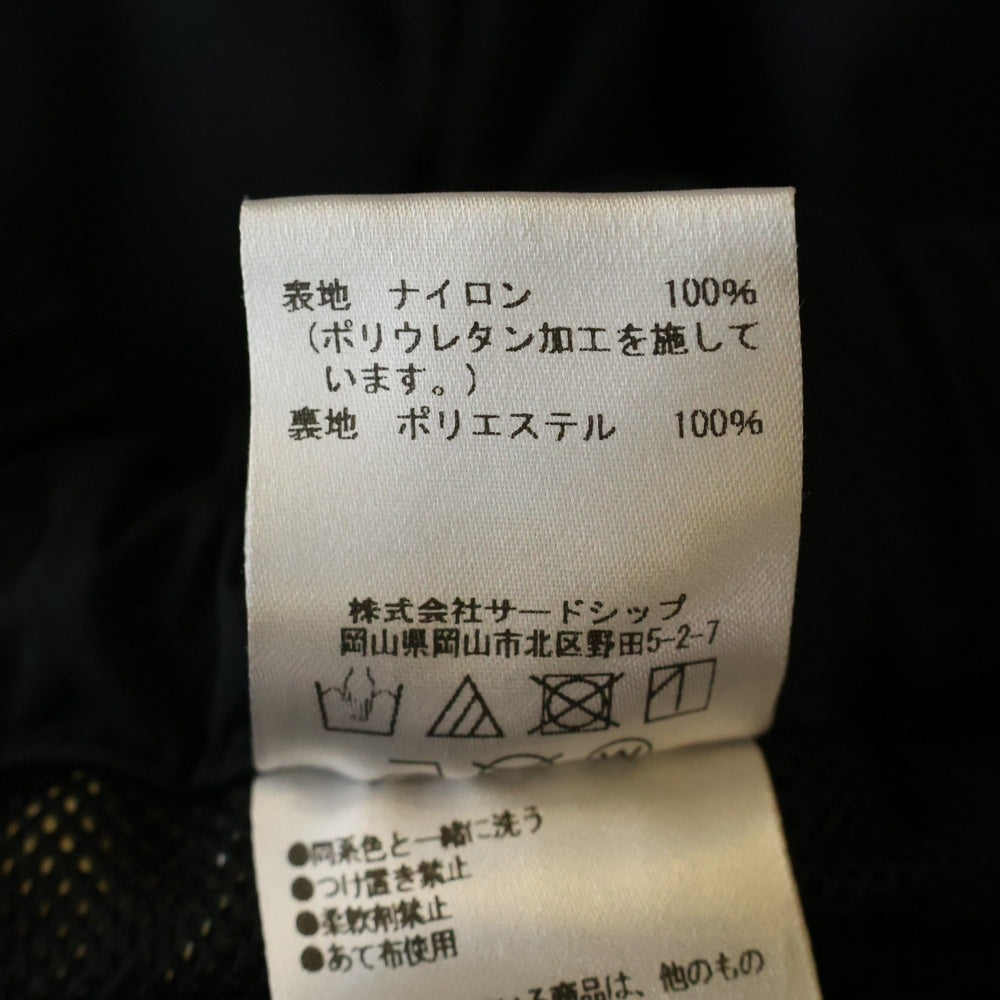 表地　ナイロン　100%
(ポリウレタン加工を施して
います。)
裏地　ポリエステル　100%
株式会社サードシップ
岡山県岡山市北区野田5-2-7
W
●同系色と一緒に洗う
●つけ置き禁止
●柔軟剤禁止
●あて布使用
いる商品は、他のもの